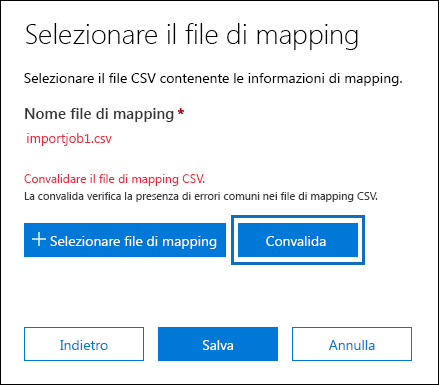 Selezionare il file di mapping
Selezionare il file CSV contenente le informazioni di mapping.
Nome file di mapping *
importjob1.csv
Convalidare il file di mapping CSV.
La convalida verifica la presenza di errori comuni nei file di mapping CSV.
+ Selezionare file di mapping Convalida
Indietro Salva Annulla